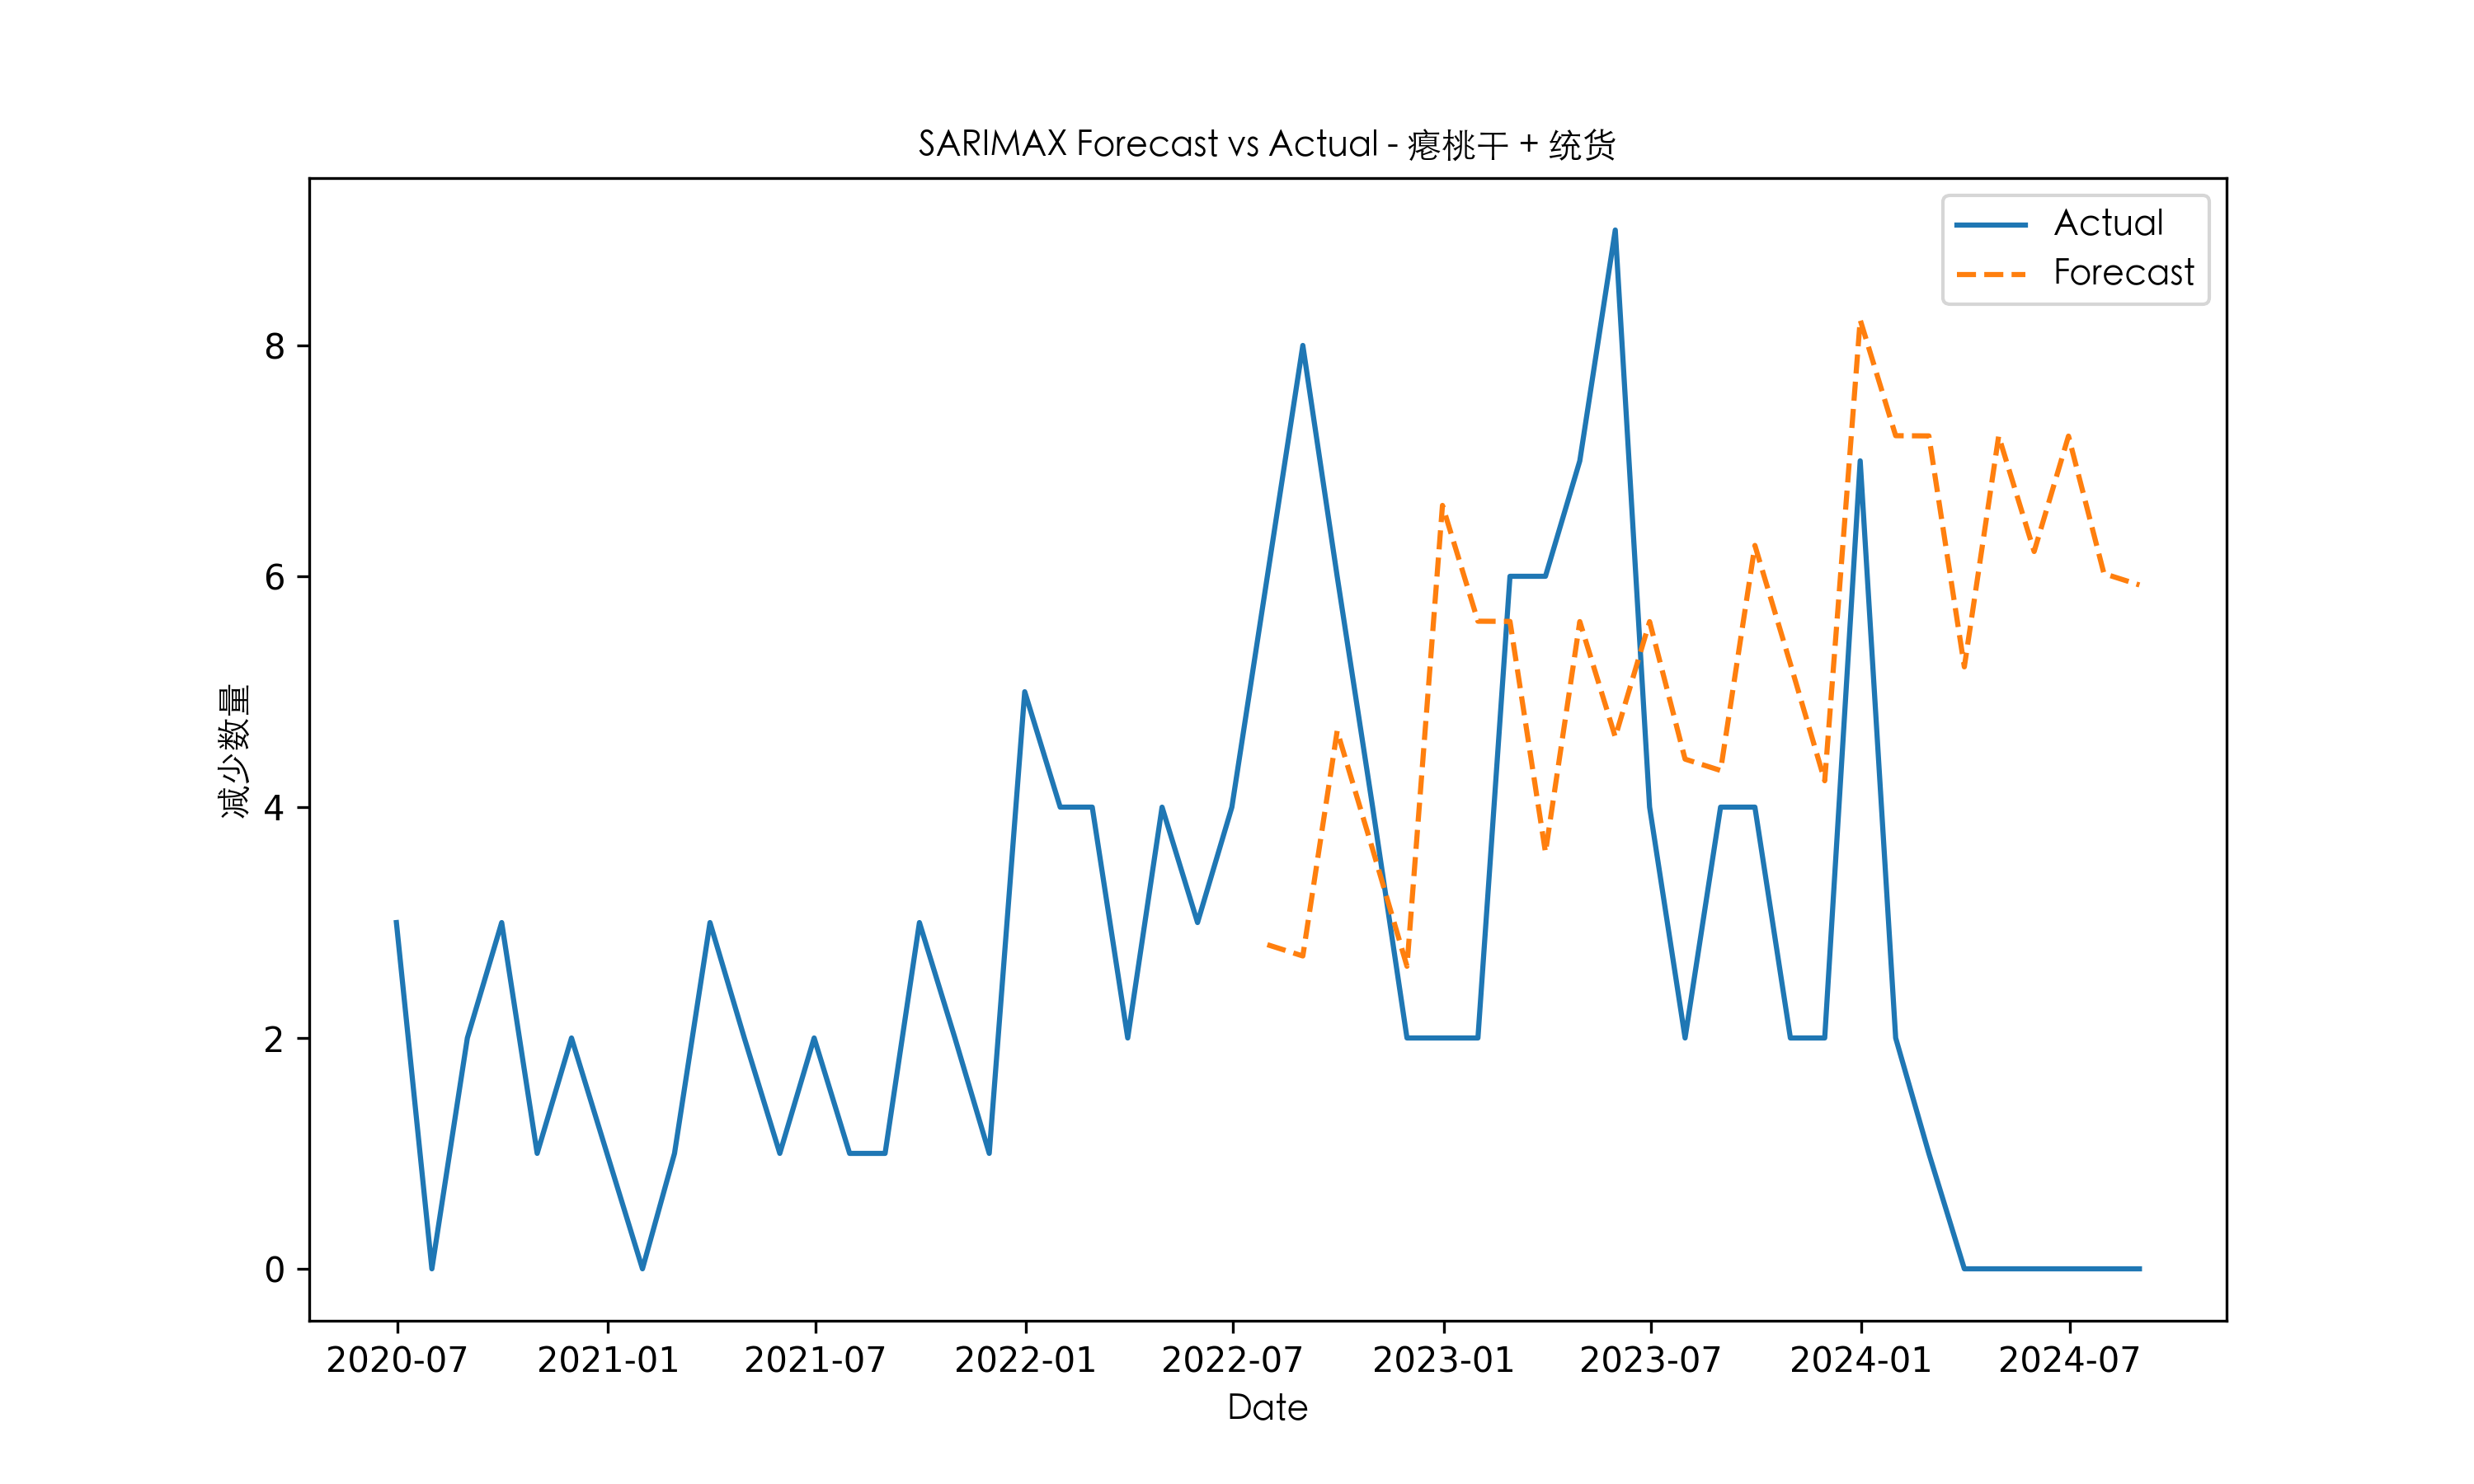 SARIMAX Forecast vs Actual - 瘪桃干 + 统货
Actual
Forecast
减少数量
8
6
4
2
0
2020-07 2021-01 2021-07 2022-01 2022-07 2023-01 2023-07 2024-01 2024-07
Date